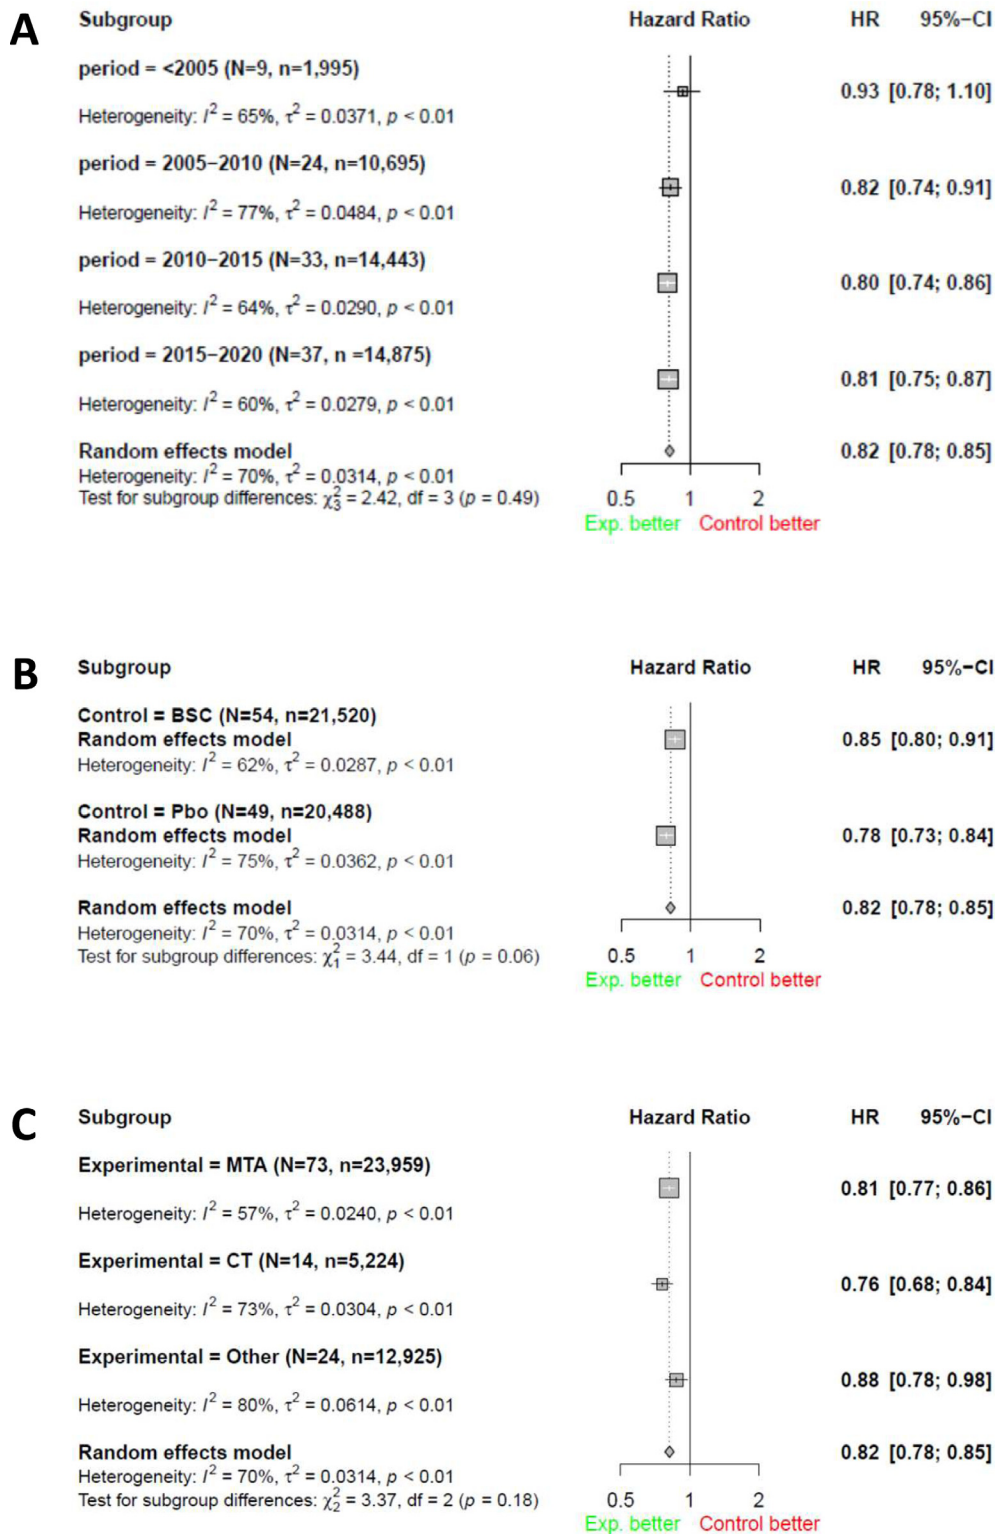 A
Subgroup Hazard Ratio HR 95%−CI
period = <2005 (N=9, n=1,995)
0.93 [0.78; 1.10]
Heterogeneity: I² = 65%, τ² = 0.0371, p < 0.01
period = 2005−2010 (N=24, n=10,695)
0.82 [0.74; 0.91]
Heterogeneity: I² = 77%, τ² = 0.0484, p < 0.01
period = 2010−2015 (N=33, n=14,443)
0.80 [0.74; 0.86]
Heterogeneity: I² = 64%, τ² = 0.0290, p < 0.01
period = 2015−2020 (N=37, n =14,875)
0.81 [0.75; 0.87]
Heterogeneity: I² = 60%, τ² = 0.0279, p < 0.01
Random effects model 0.82 [0.78; 0.85]
Heterogeneity: I² = 70%, τ² = 0.0314, p < 0.01
Test for subgroup differences: χ²₃ = 2.42, df = 3 (p = 0.49)
0.5 1 2
Exp. better Control better
B
Subgroup Hazard Ratio HR 95%−CI
Control = BSC (N=54, n=21,520)
Random effects model 0.85 [0.80; 0.91]
Heterogeneity: I² = 62%, τ² = 0.0287, p < 0.01
Control = Pbo (N=49, n=20,488)
Random effects model 0.78 [0.73; 0.84]
Heterogeneity: I² = 75%, τ² = 0.0362, p < 0.01
Random effects model 0.82 [0.78; 0.85]
Heterogeneity: I² = 70%, τ² = 0.0314, p < 0.01
Test for subgroup differences: χ²₁ = 3.44, df = 1 (p = 0.06)
0.5 1 2
Exp. better Control better
C
Subgroup Hazard Ratio HR 95%−CI
Experimental = MTA (N=73, n=23,959)
0.81 [0.77; 0.86]
Heterogeneity: I² = 57%, τ² = 0.0240, p < 0.01
Experimental = CT (N=14, n=5,224)
0.76 [0.68; 0.84]
Heterogeneity: I² = 73%, τ² = 0.0304, p < 0.01
Experimental = Other (N=24, n=12,925)
0.88 [0.78; 0.98]
Heterogeneity: I² = 80%, τ² = 0.0614, p < 0.01
Random effects model 0.82 [0.78; 0.85]
Heterogeneity: I² = 70%, τ² = 0.0314, p < 0.01
Test for subgroup differences: χ²₂ = 3.37, df = 2 (p = 0.18)
0.5 1 2
Exp. better Control better